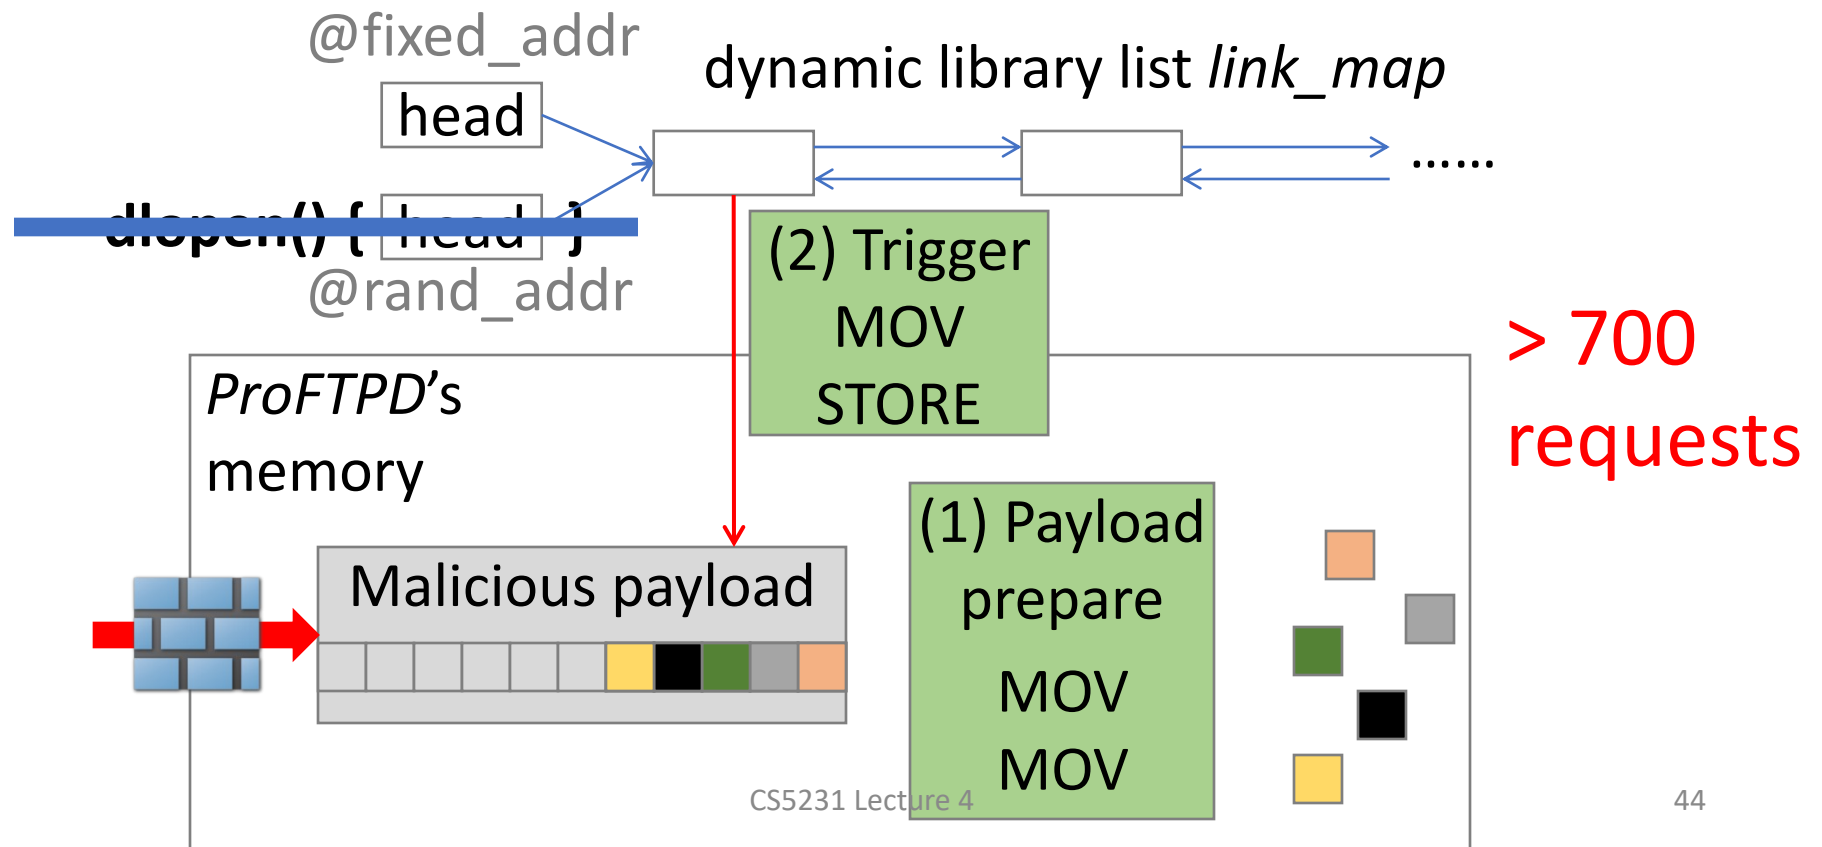 @fixed_addr
dynamic library list link_map
head
......
dlopen() { head }
@rand_addr
(2) Trigger
MOV
STORE
> 700
requests
ProFTPD's
memory
(1) Payload
prepare
MOV
MOV
Malicious payload
CS5231 Lecture 4
44